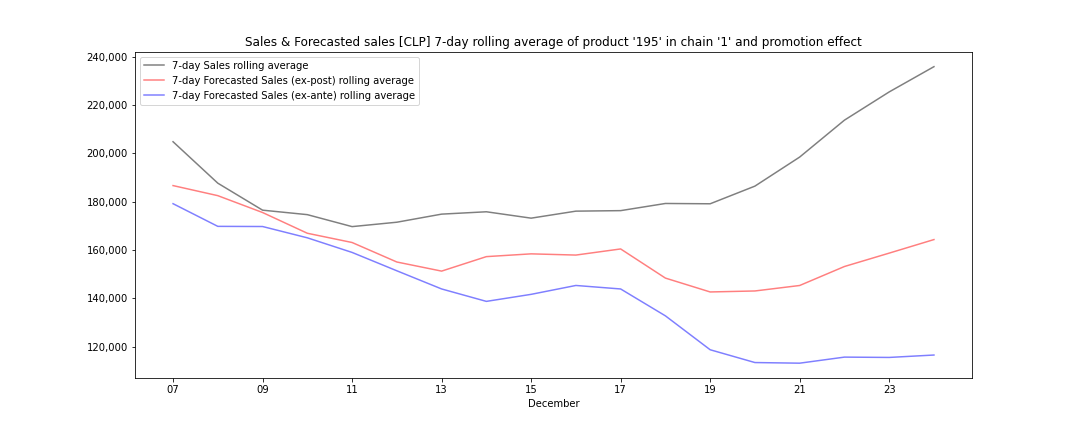 Sales & Forecasted sales [CLP] 7-day rolling average of product '195' in chain '1' and promotion effect
240,000
220,000
200,000
180,000
160,000
140,000
120,000
7-day Sales rolling average
7-day Forecasted Sales (ex-post) rolling average
7-day Forecasted Sales (ex-ante) rolling average
07 09 11 13 15 17 19 21 23
December